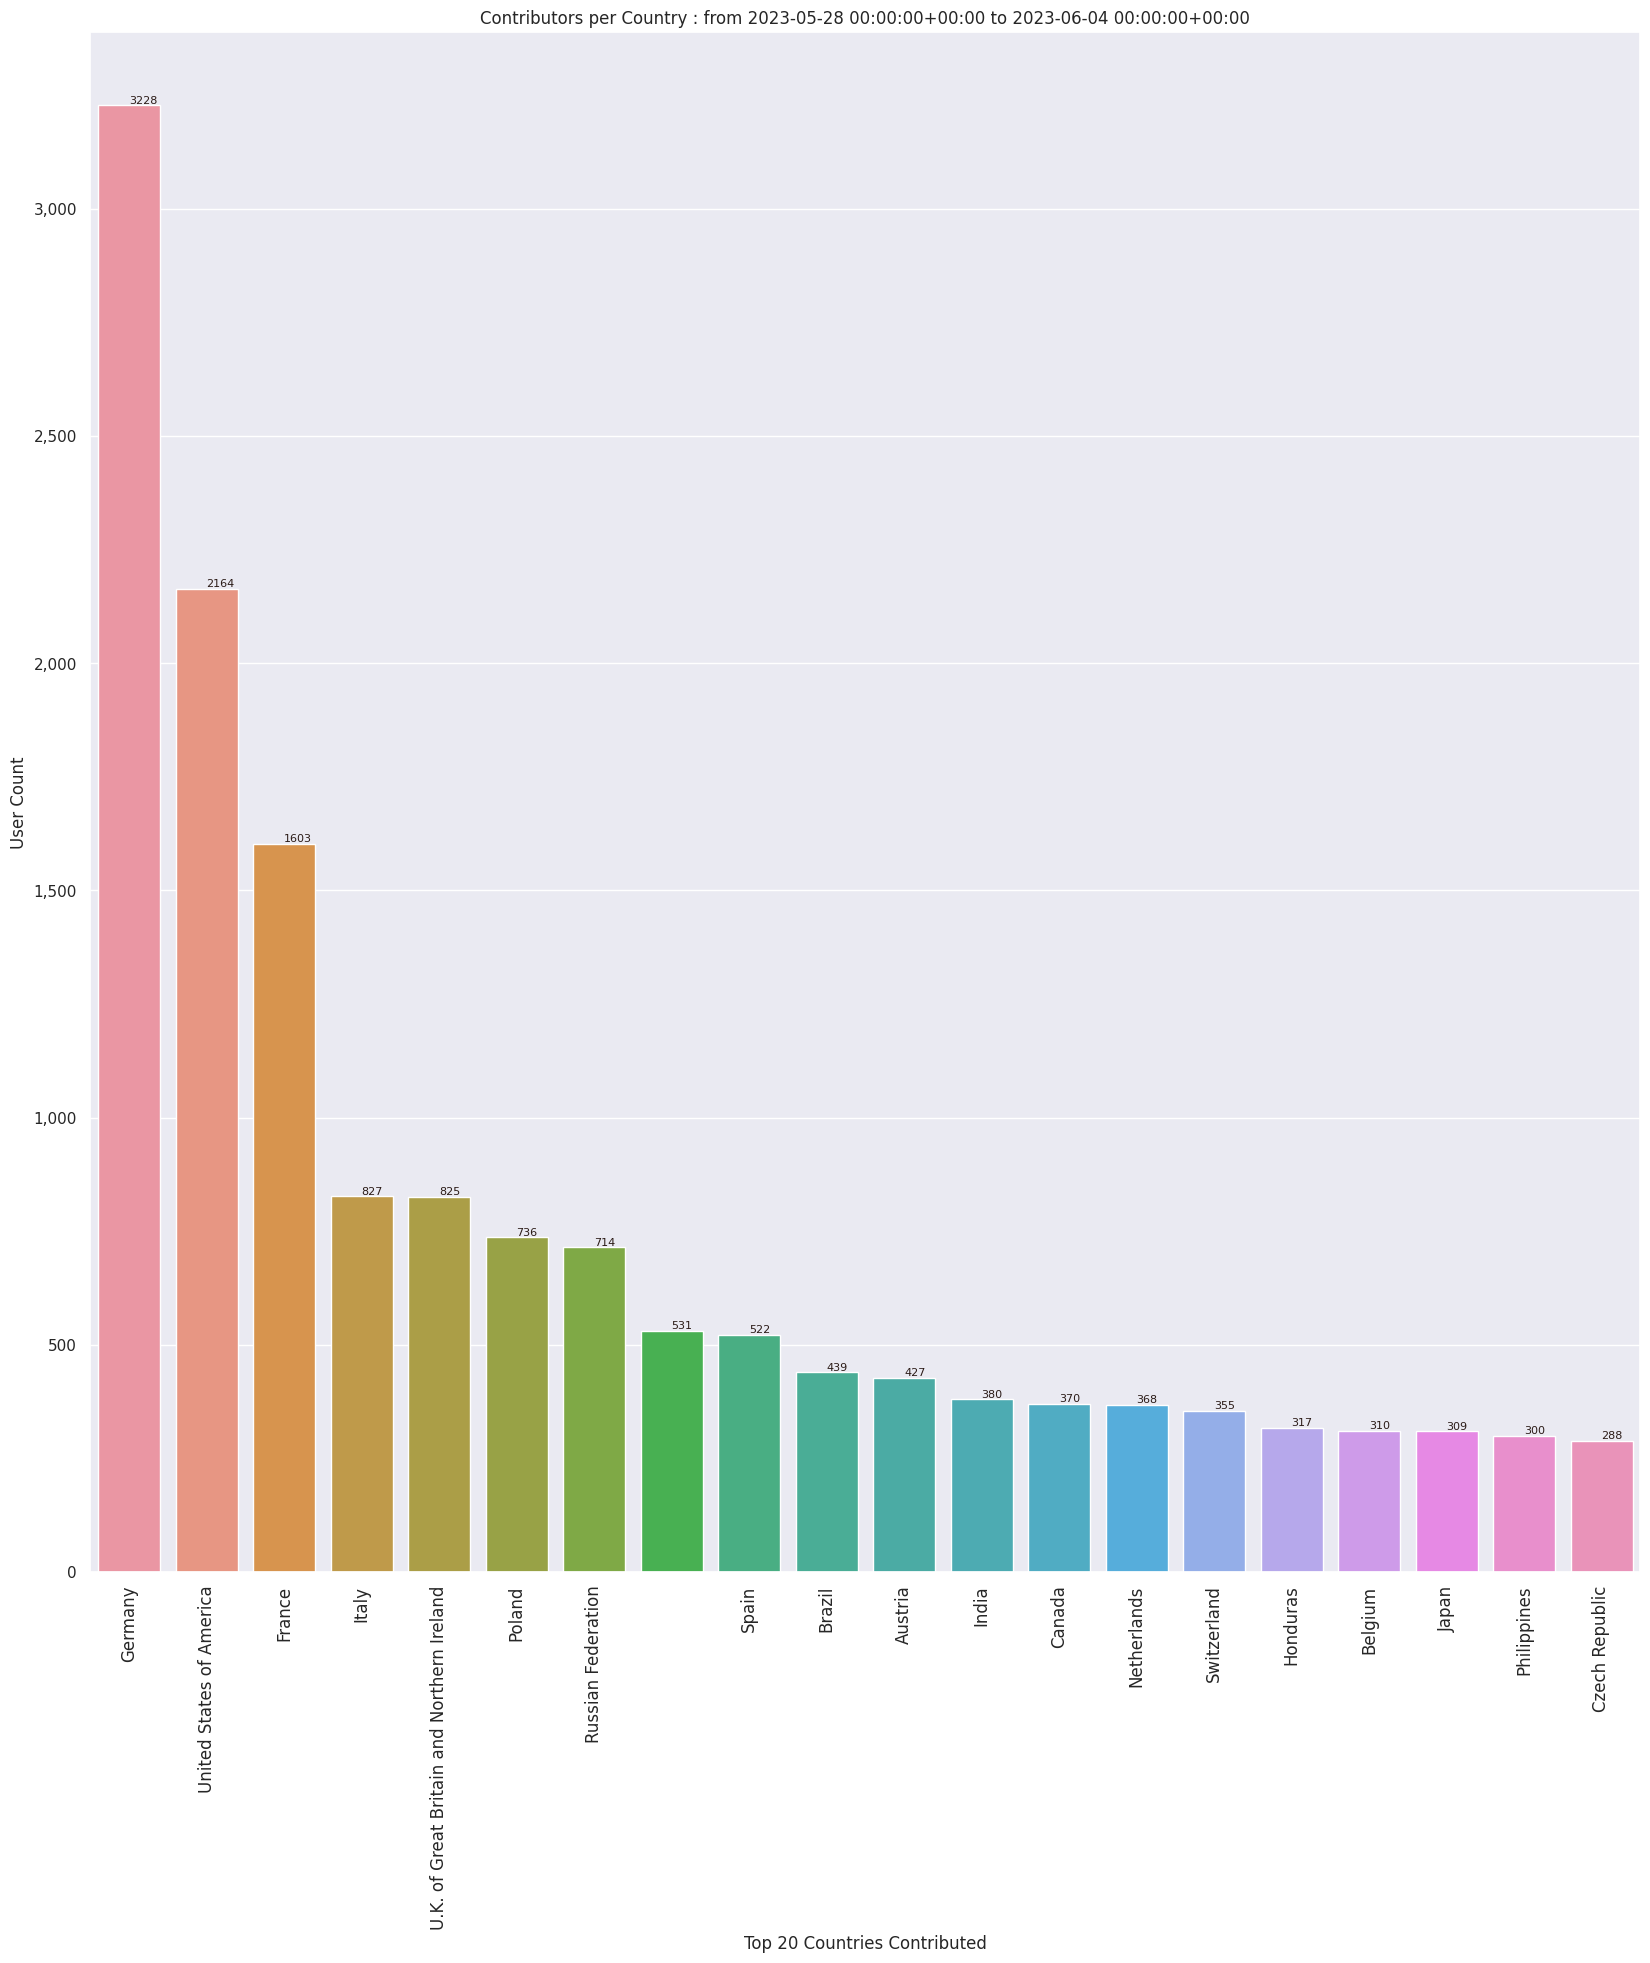 Contributors per Country : from 2023-05-28 00:00:00+00:00 to 2023-06-04 00:00:00+00:00
User Count
3,000
2,500
2,000
1,500
1,000
500
0
3228
2164
1603
827
825
736
714
531
522
439
427
380
370
368
355
317
310
309
300
288
Germany
United States of America
France
Italy
U.K. of Great Britain and Northern Ireland
Poland
Russian Federation
Spain
Brazil
Austria
India
Canada
Netherlands
Switzerland
Honduras
Belgium
Japan
Philippines
Czech Republic
Top 20 Countries Contributed